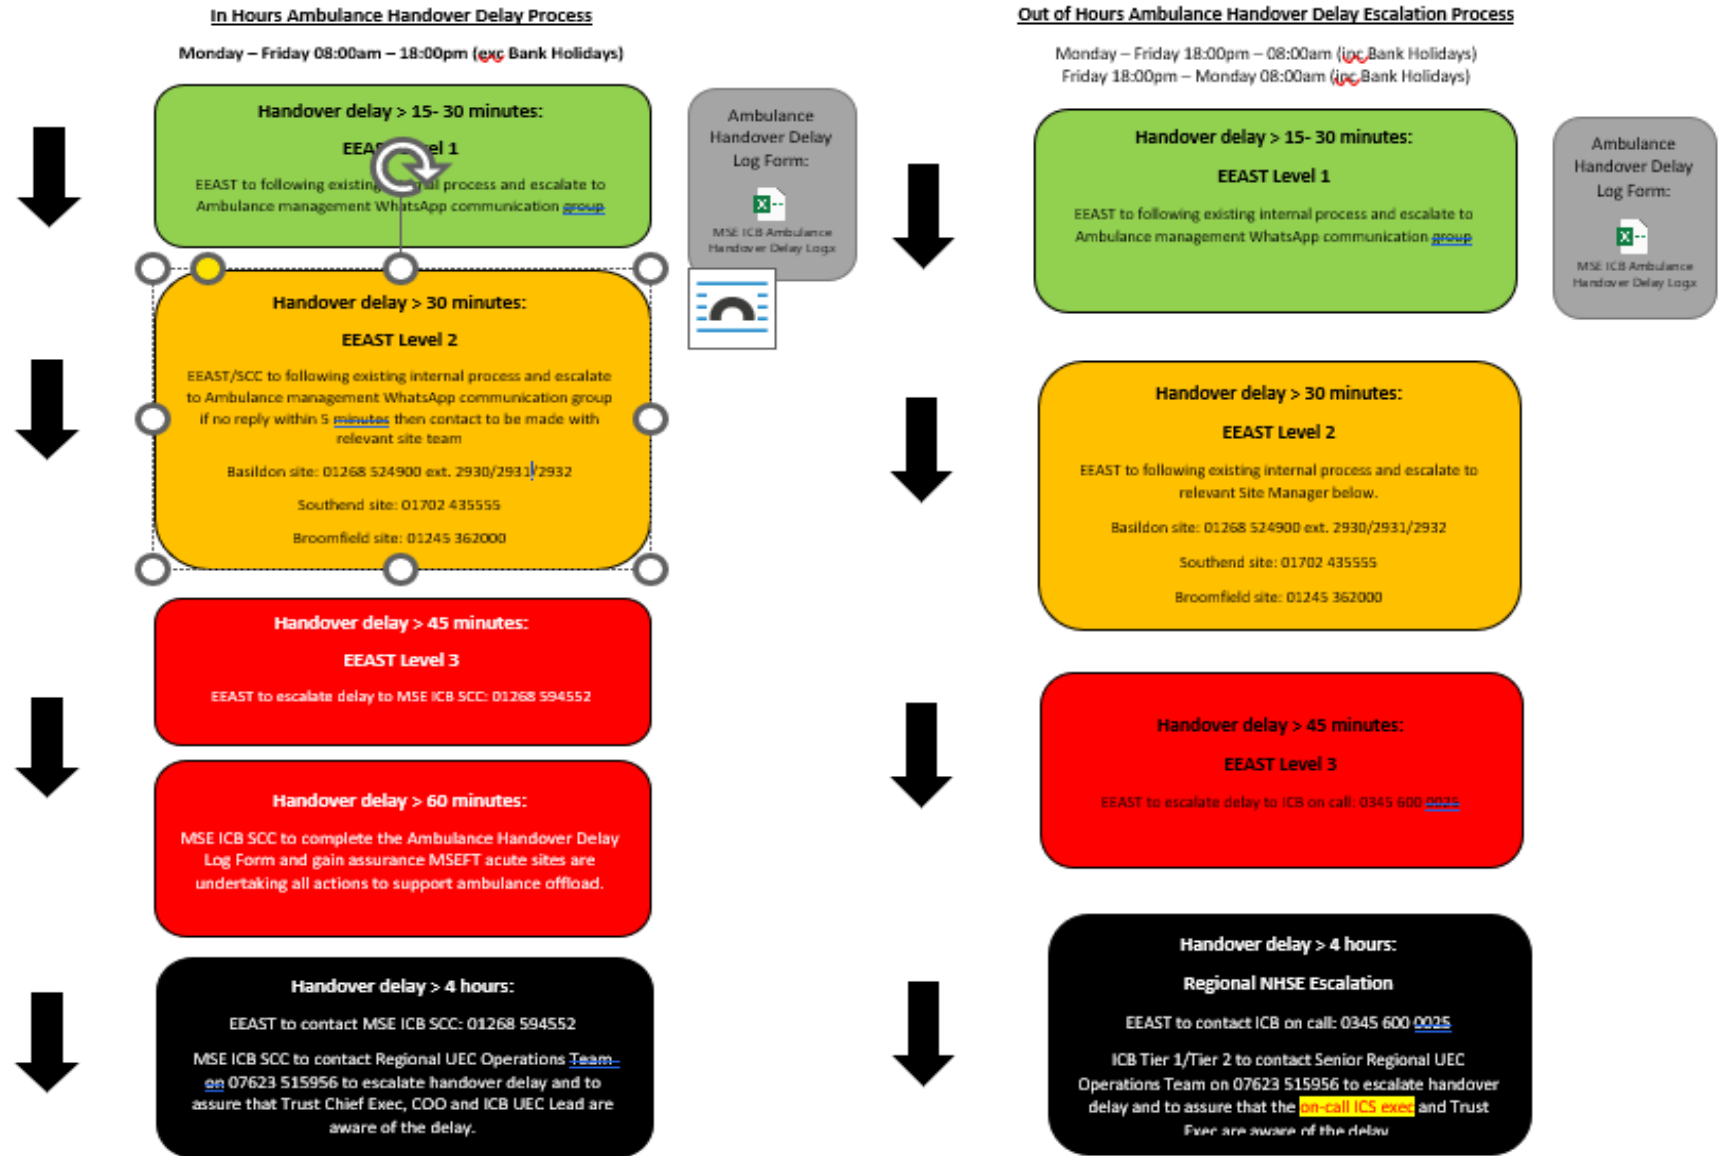 In Hours Ambulance Handover Delay Process
Monday – Friday 08:00am – 18:00pm (exc Bank Holidays)
Handover delay > 15- 30 minutes:
EEAST Level 1
EEAST to following existing internal process and escalate to
Ambulance management WhatsApp communication group
Ambulance
Handover Delay
Log Form:
MSE ICB Ambulance
Handover Delay Log.x
Handover delay > 30 minutes:
EEAST Level 2
EEAST/SCC to following existing internal process and escalate
to Ambulance management WhatsApp communication group
if no reply within 5 minutes then contact to be made with
relevant site team
Basildon site: 01268 524900 ext. 2930/2931/2932
Southend site: 01702 435555
Broomfield site: 01245 362000
Handover delay > 45 minutes:
EEAST Level 3
EEAST to escalate delay to MSE ICB SCC: 01268 594552
Handover delay > 60 minutes:
MSE ICB SCC to complete the Ambulance Handover Delay
Log Form and gain assurance MSEFT acute sites are
undertaking all actions to support ambulance offload.
Handover delay > 4 hours:
EEAST to contact MSE ICB SCC: 01268 594552
MSE ICB SCC to contact Regional UEC Operations Team
on 07623 515956 to escalate handover delay and to
assure that Trust Chief Exec, COO and ICB UEC Lead are
aware of the delay.
Out of Hours Ambulance Handover Delay Escalation Process
Monday – Friday 18:00pm – 08:00am (inc Bank Holidays)
Friday 18:00pm – Monday 08:00am (inc Bank Holidays)
Handover delay > 15- 30 minutes:
EEAST Level 1
EEAST to following existing internal process and escalate to
Ambulance management WhatsApp communication group
Ambulance
Handover Delay
Log Form:
MSE ICB Ambulance
Handover Delay Log.x
Handover delay > 30 minutes:
EEAST Level 2
EEAST to following existing internal process and escalate to
relevant Site Manager below.
Basildon site: 01268 524900 ext. 2930/2931/2932
Southend site: 01702 435555
Broomfield site: 01245 362000
Handover delay > 45 minutes:
EEAST Level 3
EEAST to escalate delay to ICB on call: 0345 600 0025
Handover delay > 4 hours:
Regional NHSE Escalation
EEAST to contact ICB on call: 0345 600 0025
ICB Tier 1/Tier 2 to contact Senior Regional UEC
Operations Team on 07623 515956 to escalate handover
delay and to assure that the on-call ICS exec and Trust
Exec are aware of the delay